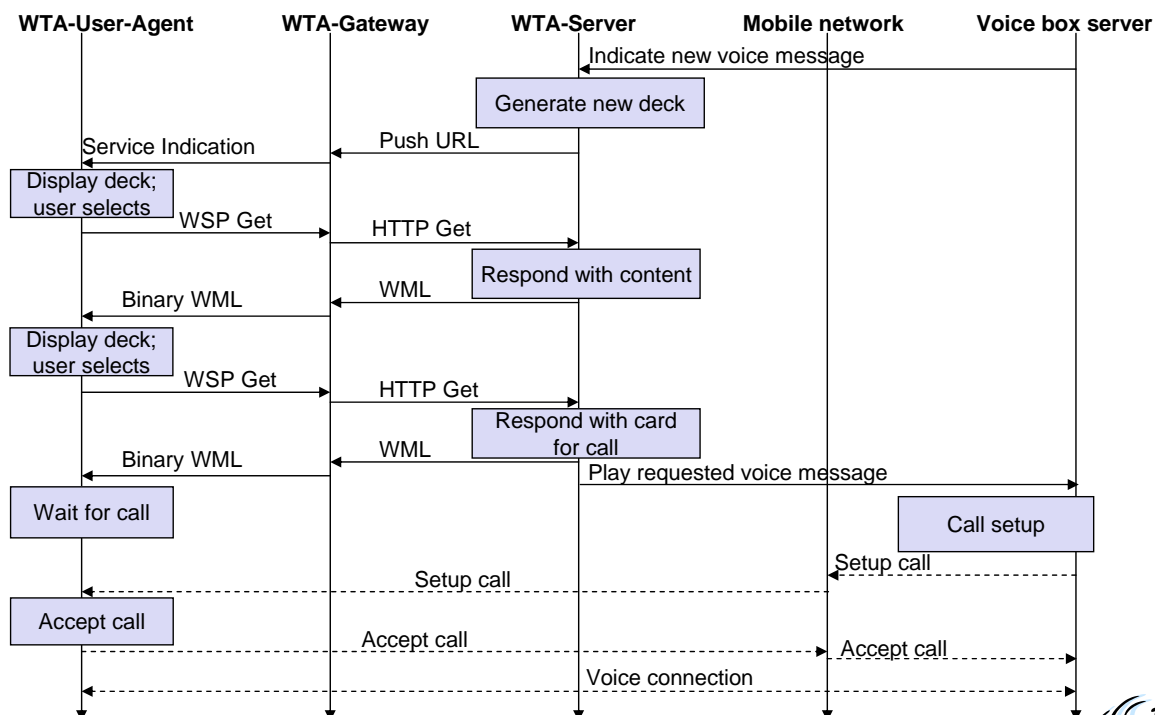 WTA-User-Agent WTA-Gateway WTA-Server Mobile network Voice box server
Indicate new voice message
Generate new deck
Service Indication Push URL
Display deck;
user selects
WSP Get HTTP Get
Respond with content
Binary WML WML
Display deck;
user selects
WSP Get HTTP Get
Respond with card
for call
Binary WML WML
Play requested voice message
Wait for call Call setup
Setup call Setup call
Accept call
Accept call Accept call
Voice connection